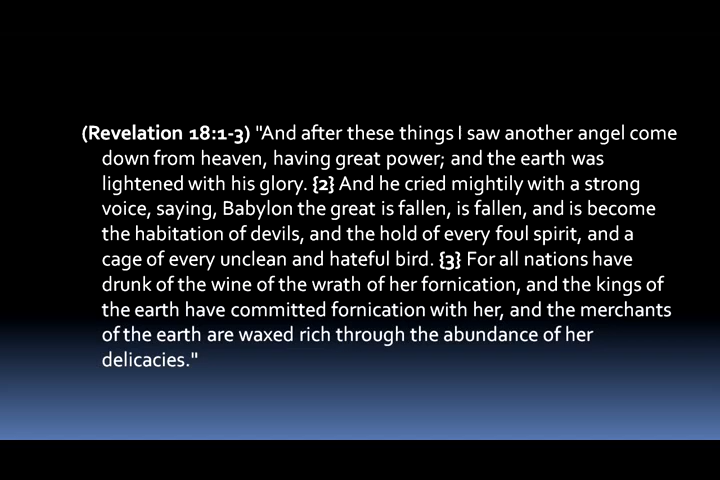 (Revelation 18:1-3) "And after these things I saw another angel come
down from heaven, having great power; and the earth was
lightened with his glory. {2} And he cried mightily with a strong
voice, saying, Babylon the great is fallen, is fallen, and is become
the habitation of devils, and the hold of every foul spirit, and a
cage of every unclean and hateful bird. {3} For all nations have
drunk of the wine of the wrath of her fornication, and the kings of
the earth have committed fornication with her, and the merchants
of the earth are waxed rich through the abundance of her
delicacies."